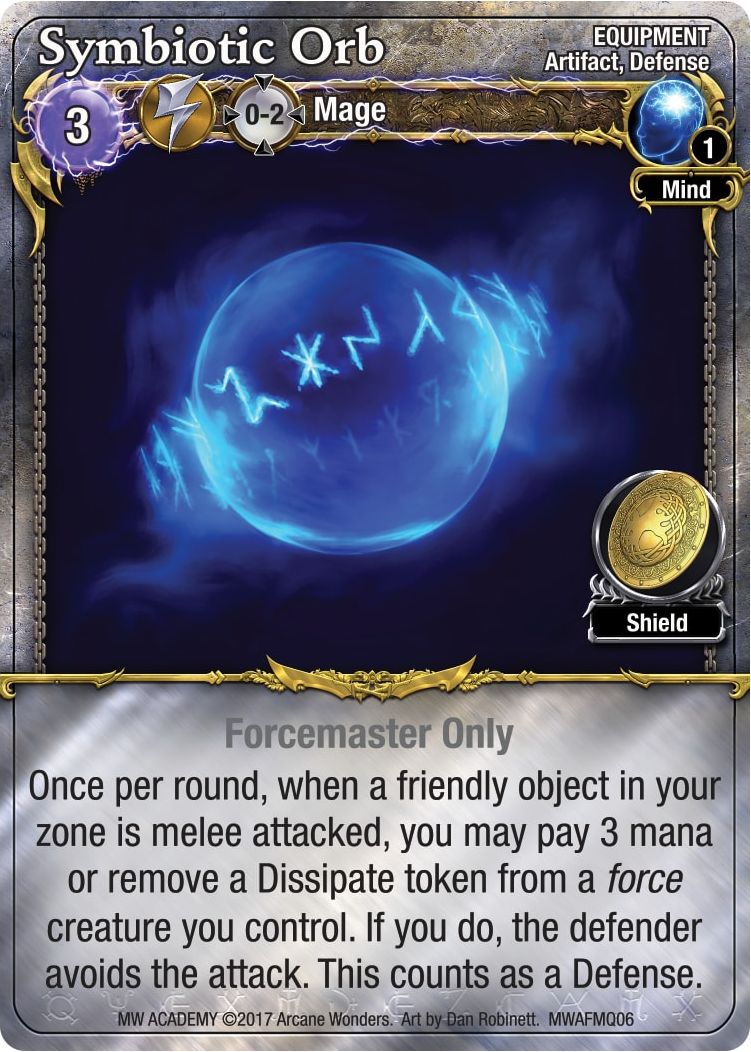 Symbiotic Orb
EQUIPMENT
Artifact, Defense
3
0-2
Mage
1
Mind
Shield
Forcemaster Only
Once per round, when a friendly object in your
zone is melee attacked, you may pay 3 mana
or remove a Dissipate token from a force
creature you control. If you do, the defender
avoids the attack. This counts as a Defense.
MW ACADEMY ©2017 Arcane Wonders. Art by Dan Robinett. MWAFMQ06